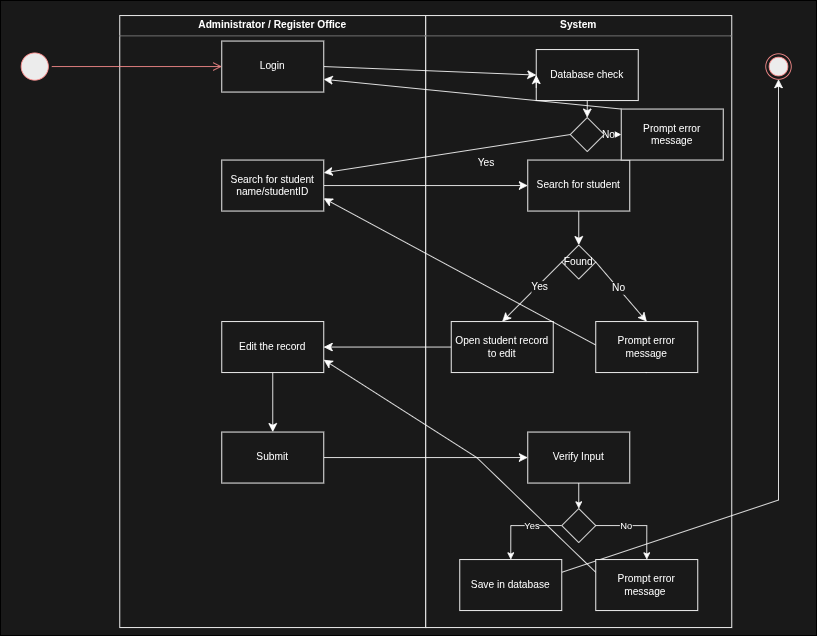 Administrator / Register Office
System
Login
Database check
No
Prompt error
message
Yes
Search for student
name/studentID
Search for student
Found
Yes
No
Edit the record
Open student record
to edit
Prompt error
message
Submit
Verify Input
Yes
No
Save in database
Prompt error
message